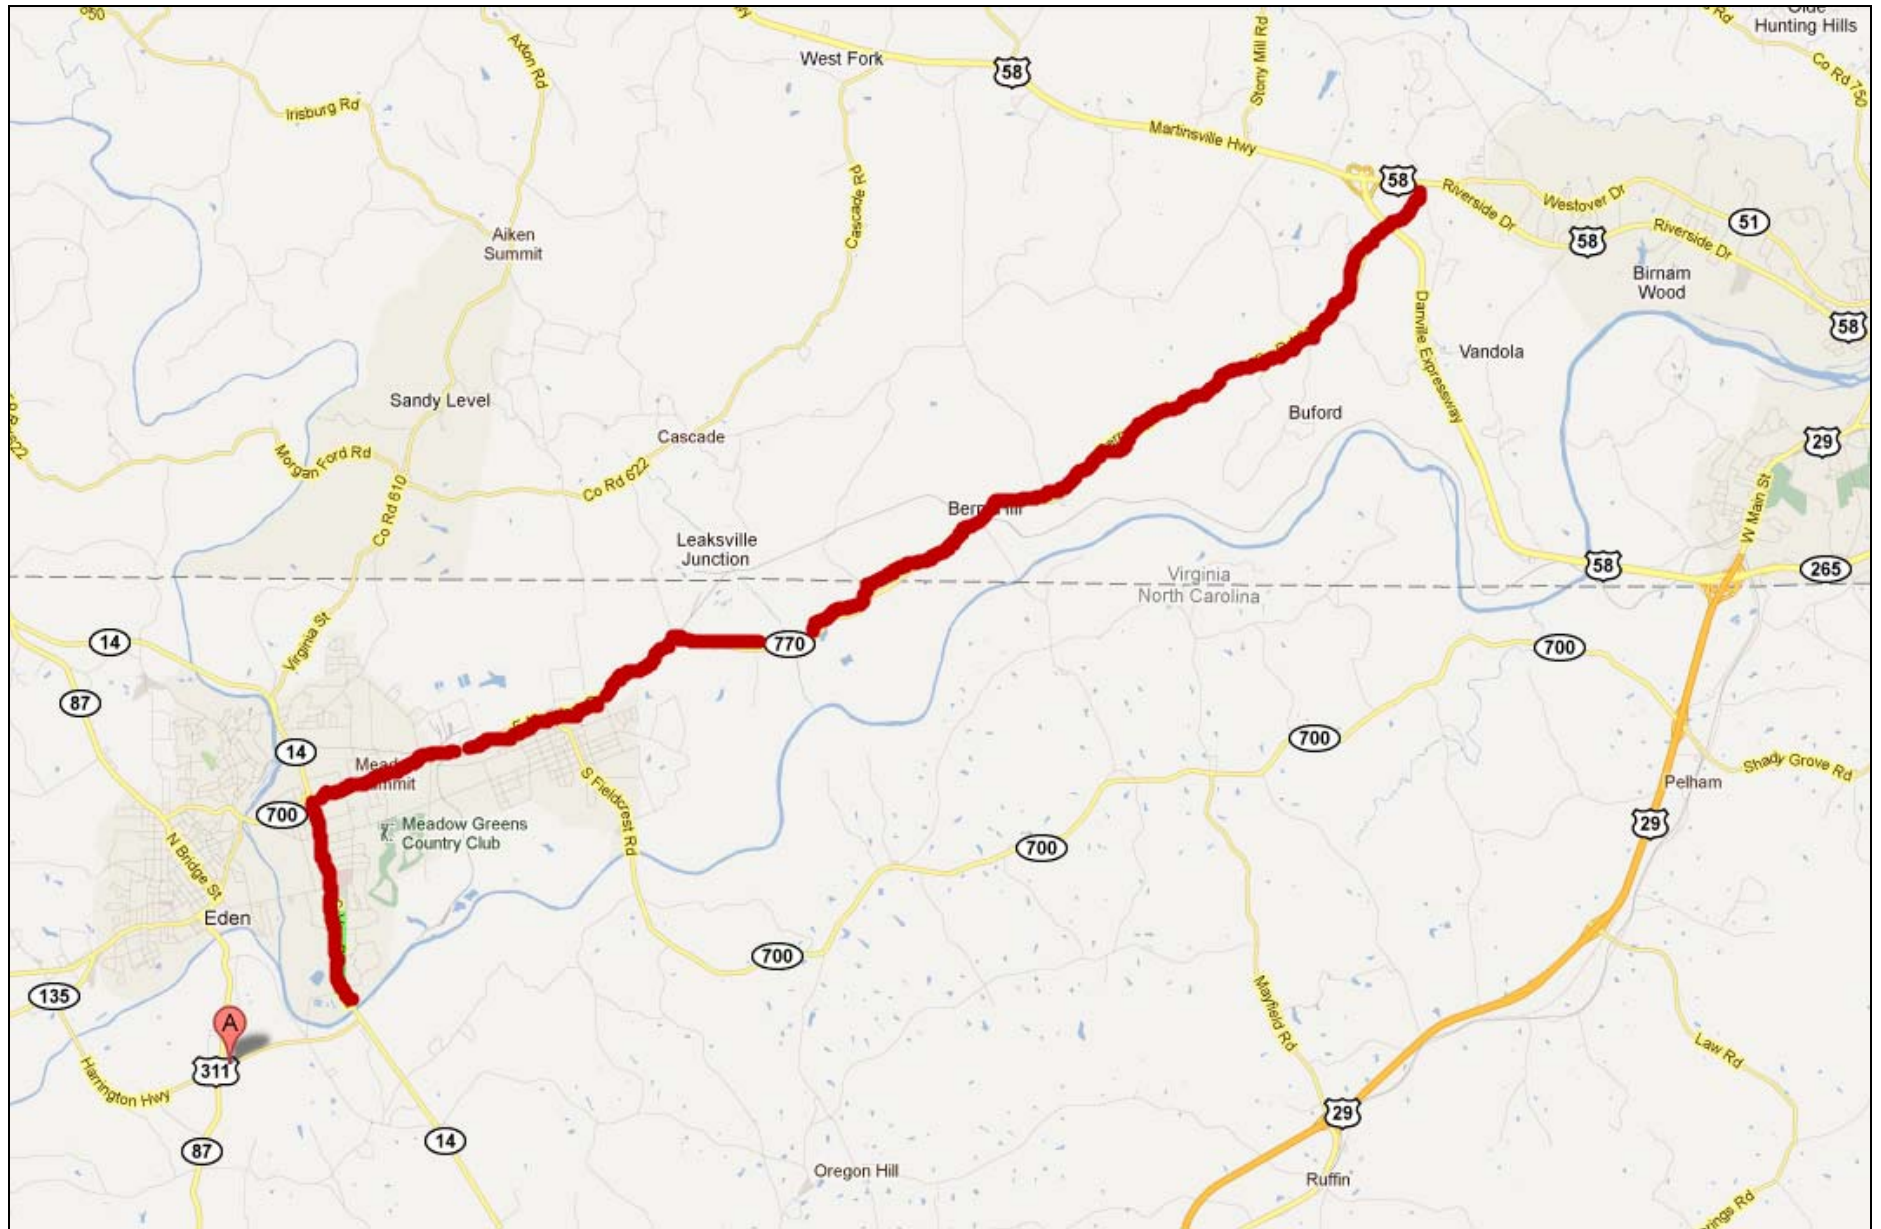 West Fork
58
Hunting Hills
Co Rd 750
Axton Rd
Irisburg Rd
Stony Mill Rd
Martinsville Hwy
58
Riverside Dr
Westover Dr
51
58
Riverside Dr
Cascade Rd
Aiken
Summit
Birnam
Wood
58
Danville Expressway
Vandola
Sandy Level
Buford
Cascade
29
Morgan Ford Rd
Co Rd 622
Co Rd 610
W Main St
Leaksville
Junction
58
265
Virginia
North Carolina
14
Virginia St
770
700
87
14
700
Pelham
Shady Grove Rd
S Fieldcrest Rd
700
Meadow Greens
Country Club
700
29
N Bridge St
Eden
700
135
A
311
Harrington Hwy
Mayfield Rd
Law Rd
29
87
14
Oregon Hill
Ruffin